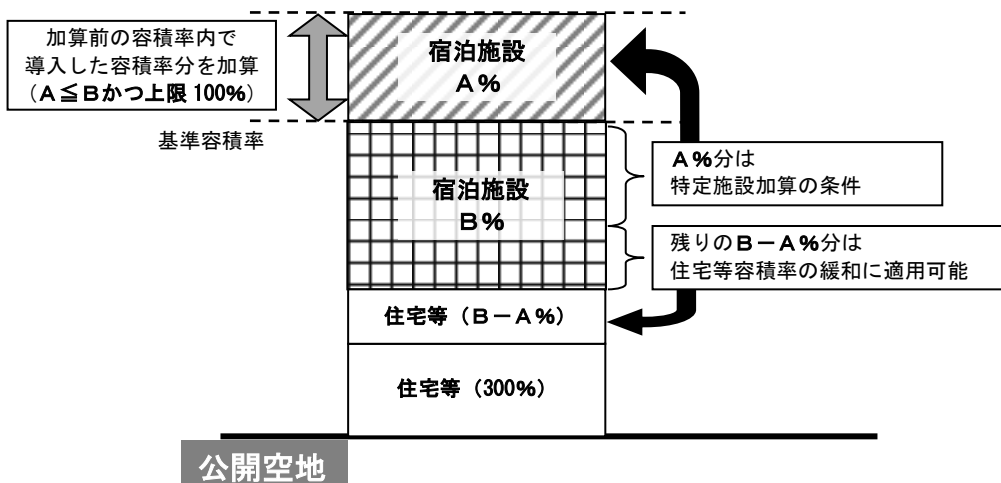 加算前の容積率内で
導入した容積率分を加算
（Ａ≦Ｂかつ上限 100%）
基準容積率
宿泊施設
Ａ％
宿泊施設
Ｂ％
Ａ％分は
特定施設加算の条件
残りのＢ－Ａ％分は
住宅等容積率の緩和に適用可能
住宅等（Ｂ－Ａ％）
住宅等（300％）
公開空地